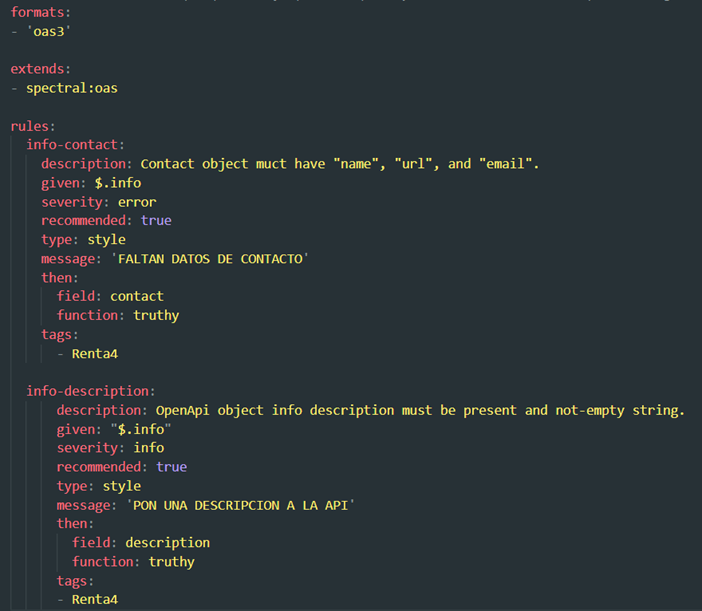 formats:
- 'oas3'
extends:
- spectral:oas
rules:
info-contact:
description: Contact object muct have "name", "url", and "email".
given: $.info
severity: error
recommended: true
type: style
message: 'FALTAN DATOS DE CONTACTO'
then:
field: contact
function: truthy
tags:
- Renta4
info-description:
description: OpenApi object info description must be present and not-empty string.
given: "$.info"
severity: info
recommended: true
type: style
message: 'PON UNA DESCRIPCION A LA API'
then:
field: description
function: truthy
tags:
- Renta4